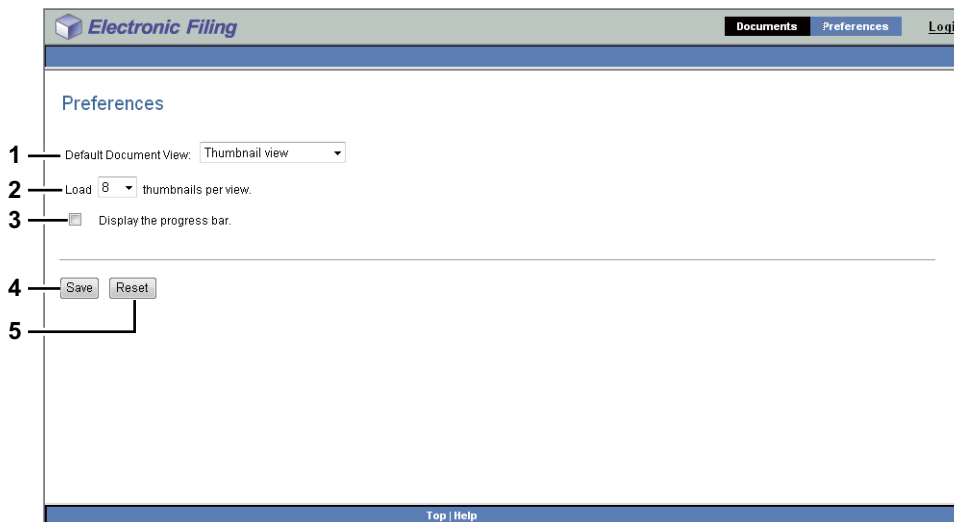 Electronic Filing
Documents Preferences Logi
Preferences
1 Default Document View: Thumbnail view
2 Load 8 thumbnails per view.
3 Display the progress bar.
4 Save Reset
5
Top | Help